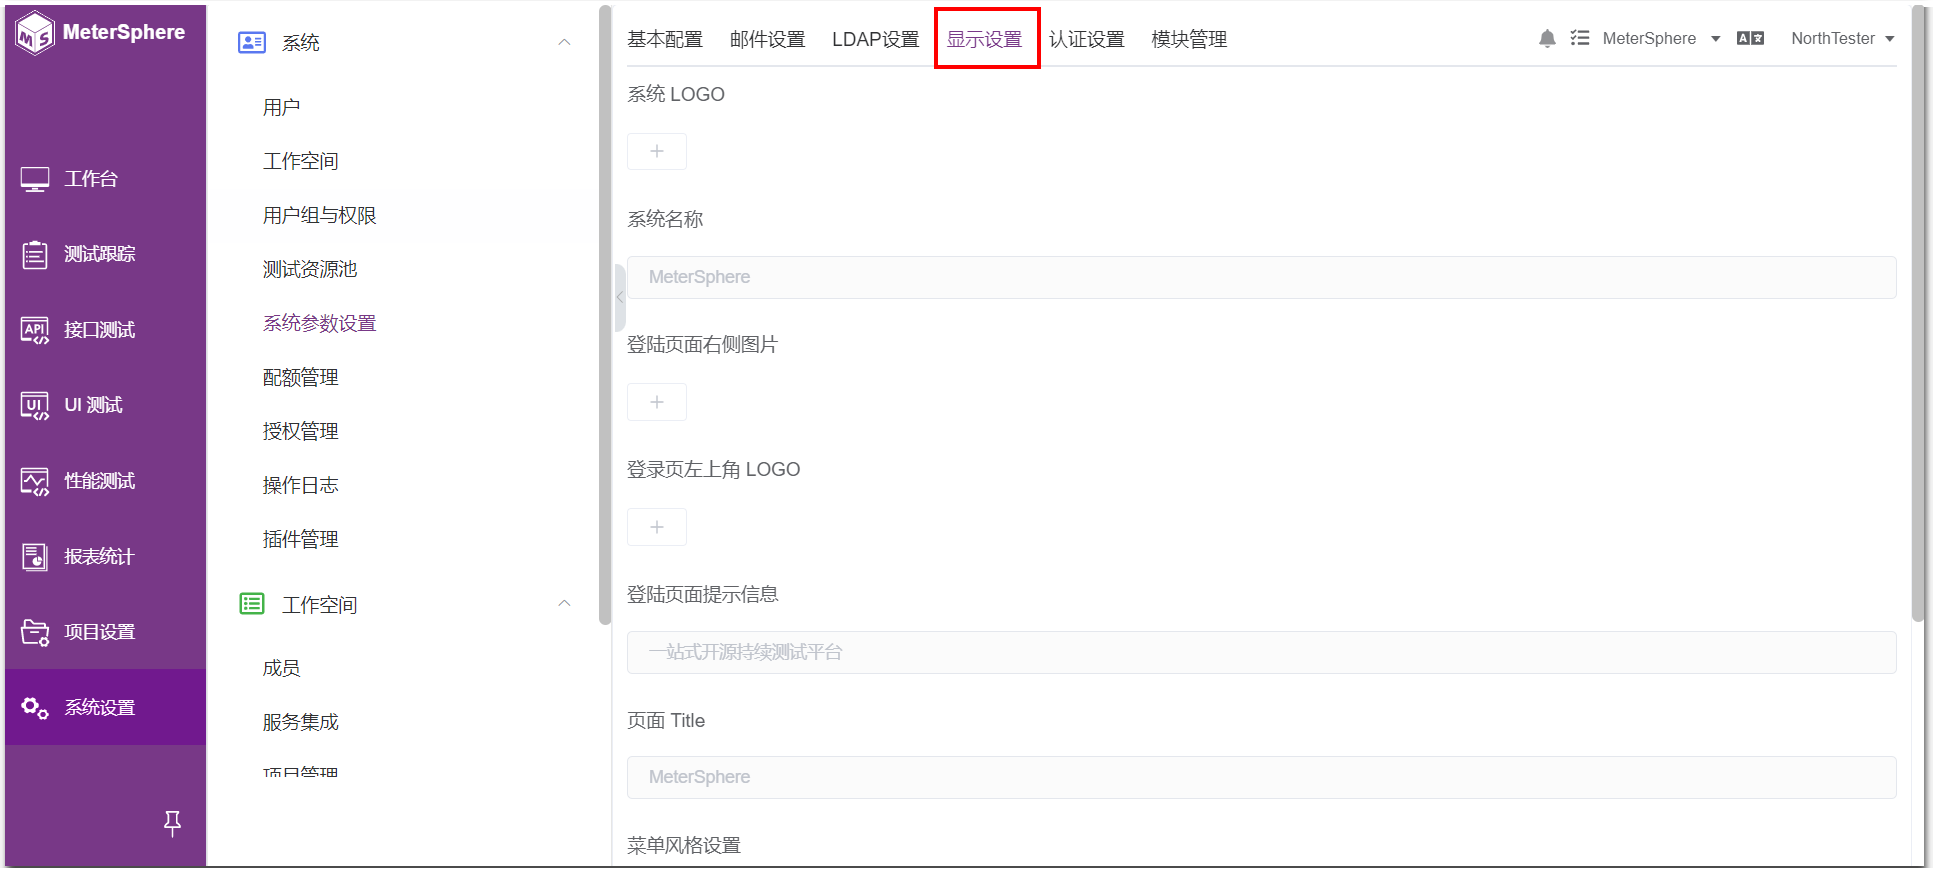 MeterSphere
工作台
测试跟踪
接口测试
UI 测试
性能测试
报表统计
项目设置
系统设置
系统
用户
工作空间
用户组与权限
测试资源池
系统参数设置
配额管理
授权管理
操作日志
插件管理
工作空间
成员
服务集成
项目管理
基本配置 邮件设置 LDAP设置 显示设置 认证设置 模块管理 MeterSphere NorthTester
系统 LOGO
系统名称
MeterSphere
登陆页面右侧图片
登录页左上角 LOGO
登陆页面提示信息
一站式开源持续测试平台
页面 Title
MeterSphere
菜单风格设置